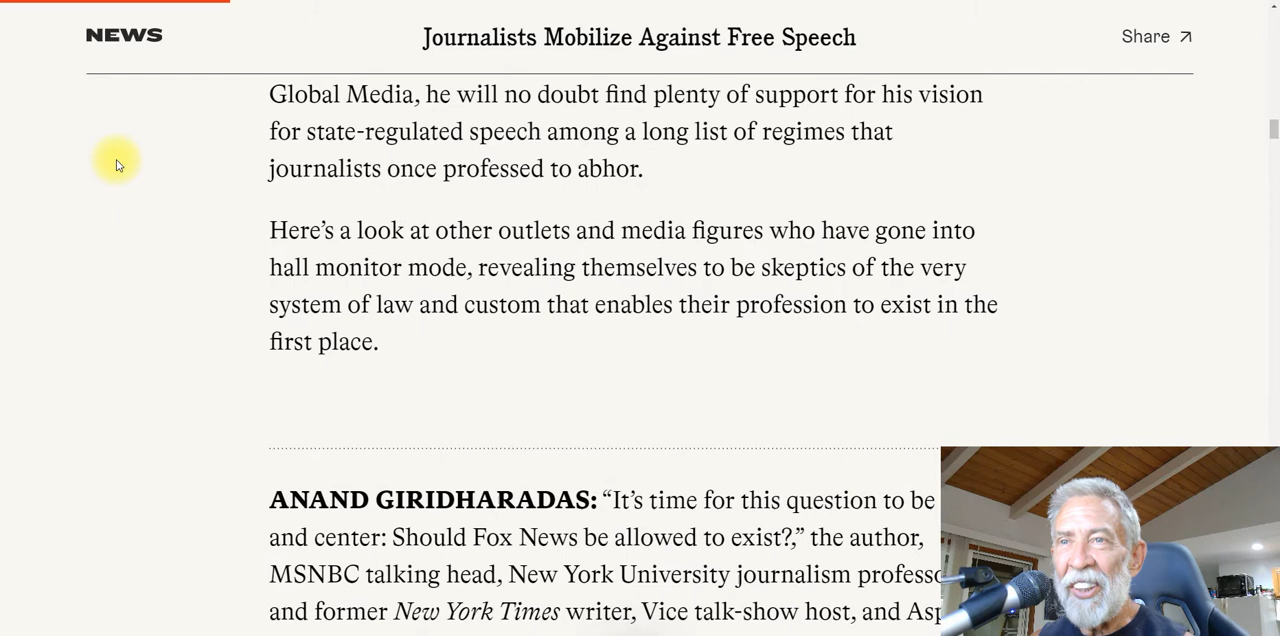 NEWS
Journalists Mobilize Against Free Speech
Share
Global Media, he will no doubt find plenty of support for his vision
for state-regulated speech among a long list of regimes that
journalists once professed to abhor.
Here’s a look at other outlets and media figures who have gone into
hall monitor mode, revealing themselves to be skeptics of the very
system of law and custom that enables their profession to exist in the
first place.
ANAND GIRIDHARADAS: “It’s time for this question to be
and center: Should Fox News be allowed to exist?,” the author,
MSNBC talking head, New York University journalism
and former New York Times writer, Vice talk-show host, and